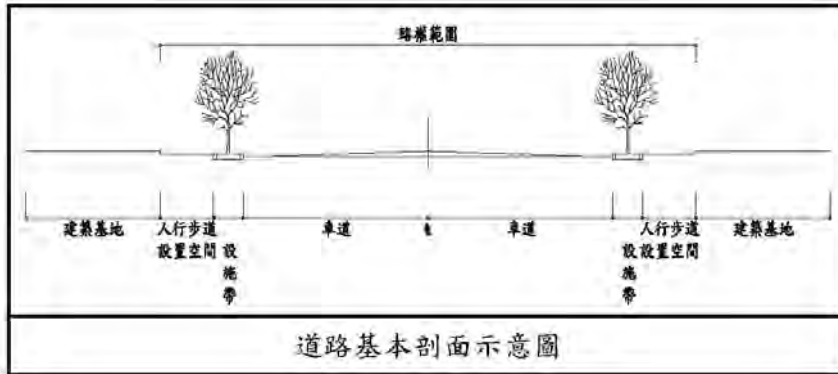 路權範圍
建築基地 人行步道 車道 車道 人行步道 建築基地
設置空間 設施帶 設施帶 設置空間
道路基本剖面示意圖